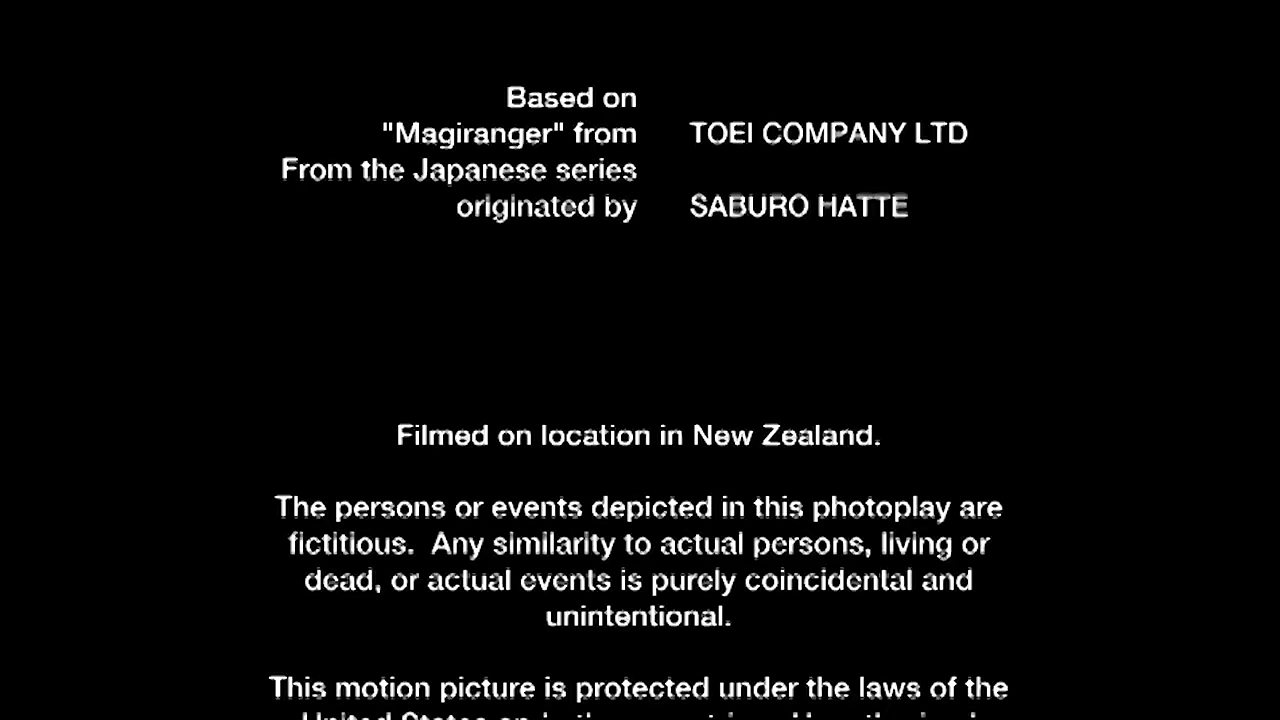 Based on
"Magiranger" from TOEI COMPANY LTD
From the Japanese series
originated by SABURO HATTE
Filmed on location in New Zealand.
The persons or events depicted in this photoplay are
fictitious. Any similarity to actual persons, living or
dead, or actual events is purely coincidental and
unintentional.
This motion picture is protected under the laws of the
United States